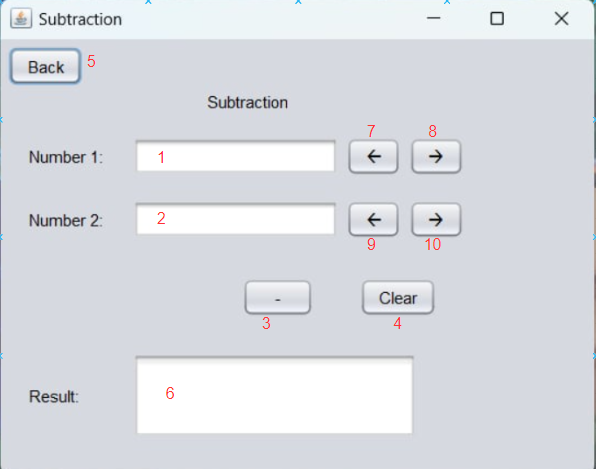 Subtraction
Back 5
Subtraction
7 8
Number 1: 1 ← →
Number 2: 2 ← →
9 10
- Clear
3 4
Result: 6